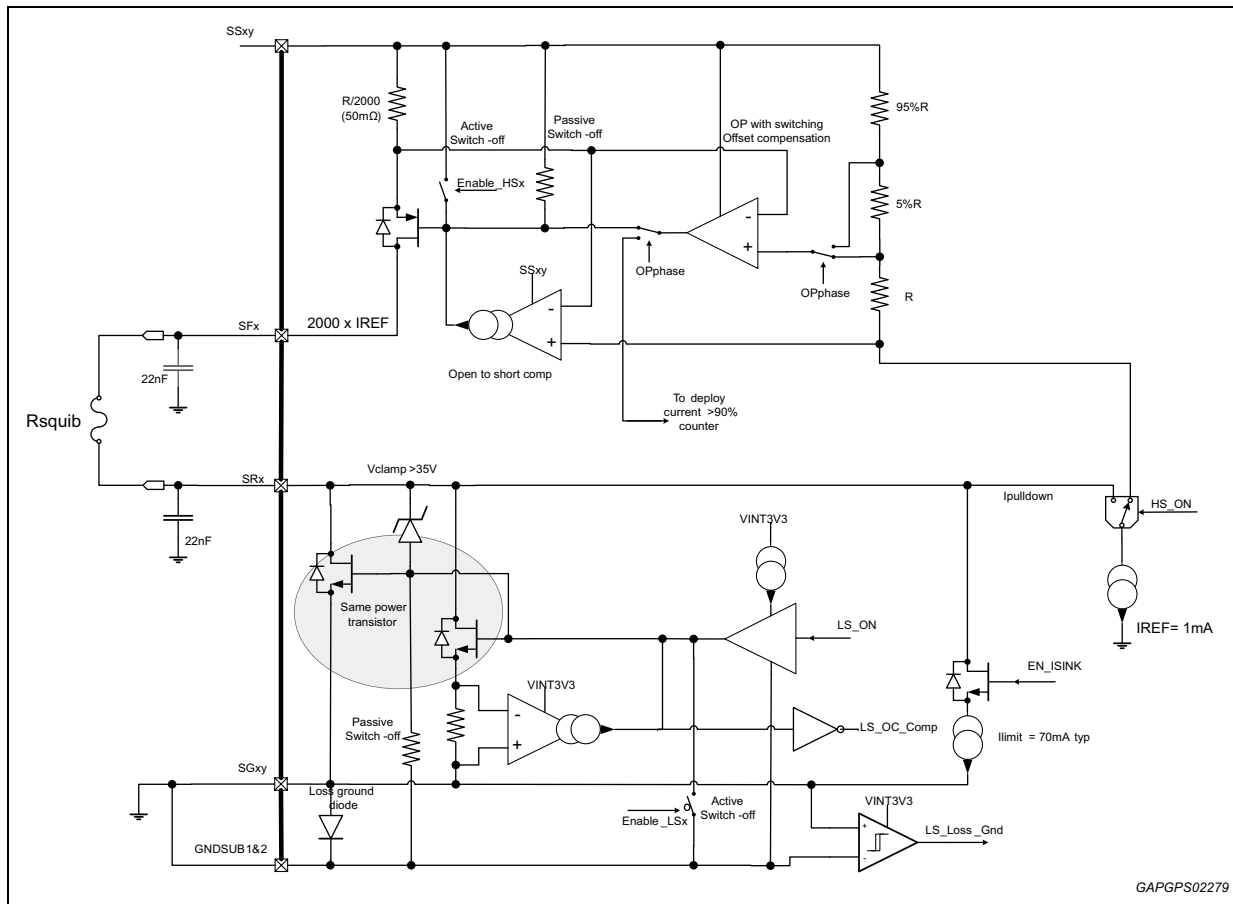 SSxy
R/2000
(50mΩ)
Active
Switch -off
Passive
Switch -off
OP with switching
Offset compensation
95%R
Enable_HSx
5%R
-
+
OPphase
OPphase
R
SSxy
-
+
SFx
2000 x IREF
Open to short comp
22nF
To deploy
current >90%
counter
Rsquib
Vclamp >35V
SRx
Ipulldown
HS_ON
VINT3V3
22nF
Same power
transistor
LS_ON
IREF= 1mA
EN_ISINK
VINT3V3
-
+
Passive
Switch -off
LS_OC_Comp
Ilimit = 70mA typ
SGxy
Loss ground
diode
Active
Switch -off
VINT3V3
Enable_LSx
+
-
LS_Loss_Gnd
GNDSUB1&2
GAPGPS02279